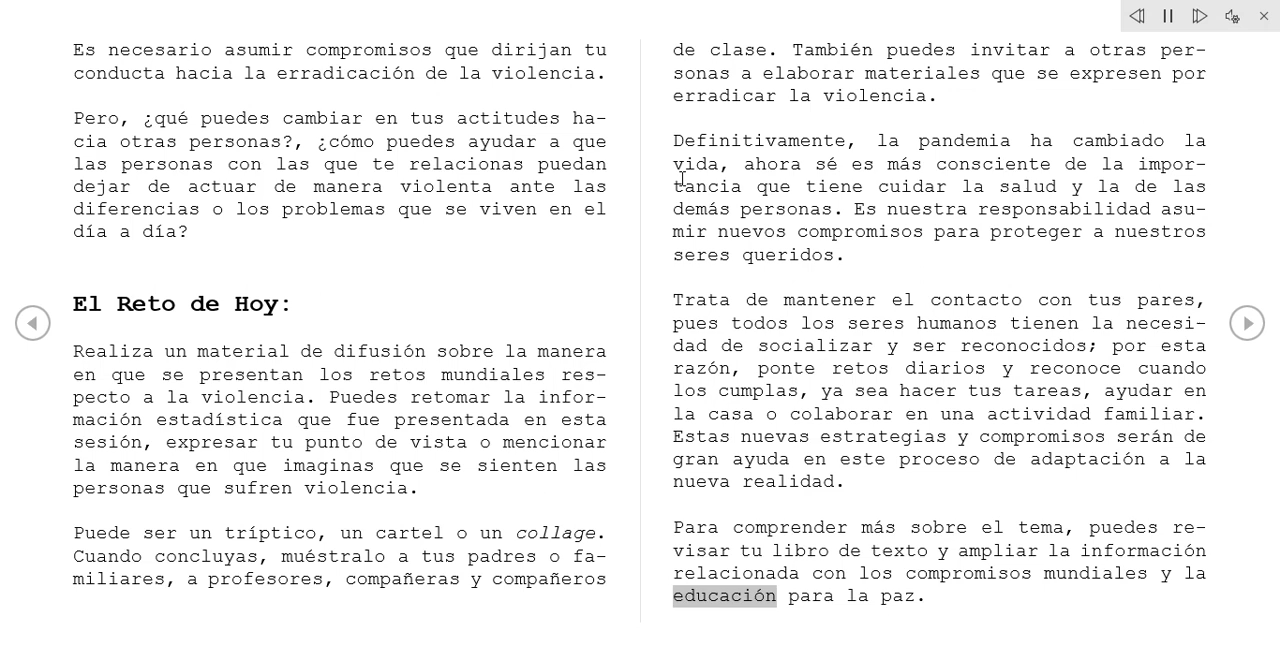 Es necesario asumir compromisos que dirijan tu
conducta hacia la erradicación de la violencia.
Pero, ¿qué puedes cambiar en tus actitudes ha-
cia otras personas?, ¿cómo puedes ayudar a que
las personas con las que te relacionas puedan
dejar de actuar de manera violenta ante las
diferencias o los problemas que se viven en el
día a día?
El Reto de Hoy:
Realiza un material de difusión sobre la manera
en que se presentan los retos mundiales res-
pecto a la violencia. Puedes retomar la infor-
mación estadística que fue presentada en esta
sesión, expresar tu punto de vista o mencionar
la manera en que imaginas que se sienten las
personas que sufren violencia.
Puede ser un tríptico, un cartel o un collage.
Cuando concluyas, muéstralo a tus padres o fa-
miliares, a profesores, compañeras y compañeros
de clase. También puedes invitar a otras per-
sonas a elaborar materiales que se expresen por
erradicar la violencia.
Definitivamente, la pandemia ha cambiado la
vida, ahora sé es más consciente de la impor-
tancia que tiene cuidar la salud y la de las
demás personas. Es nuestra responsabilidad asu-
mir nuevos compromisos para proteger a nuestros
seres queridos.
Trata de mantener el contacto con tus pares,
pues todos los seres humanos tienen la necesi-
dad de socializar y ser reconocidos; por esta
razón, ponte retos diarios y reconoce cuando
los cumplas, ya sea hacer tus tareas, ayudar en
la casa o colaborar en una actividad familiar.
Estas nuevas estrategias y compromisos serán de
gran ayuda en este proceso de adaptación a la
nueva realidad.
Para comprender más sobre el tema, puedes re-
visar tu libro de texto y ampliar la información
relacionada con los compromisos mundiales y la
educación para la paz.